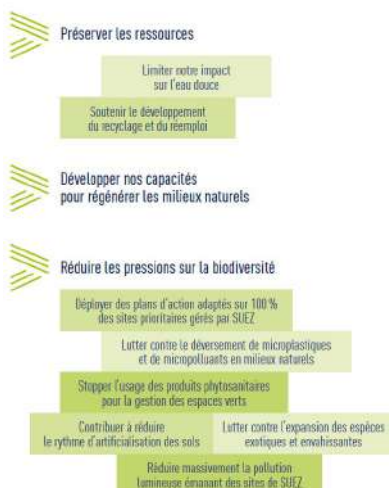 Préserver les ressources
Limiter notre impact
sur l'eau douce
Soutenir le développement
du recyclage et du réemploi
Développer nos capacités
pour régénérer les milieux naturels
Réduire les pressions sur la biodiversité
Déployer des plans d'action adaptés sur 100 %
des sites prioritaires gérés par SUEZ
Lutter contre le déversement de microplastiques
et de micropolluants en milieux naturels
Stopper l'usage des produits phytosanitaires
pour la gestion des espaces verts
Contribuer à réduire
le rythme d'artificialisation des sols
Lutter contre l'expansion des espèces
exotiques et envahissantes
Réduire massivement la pollution
lumineuse émanant des sites de SUEZ